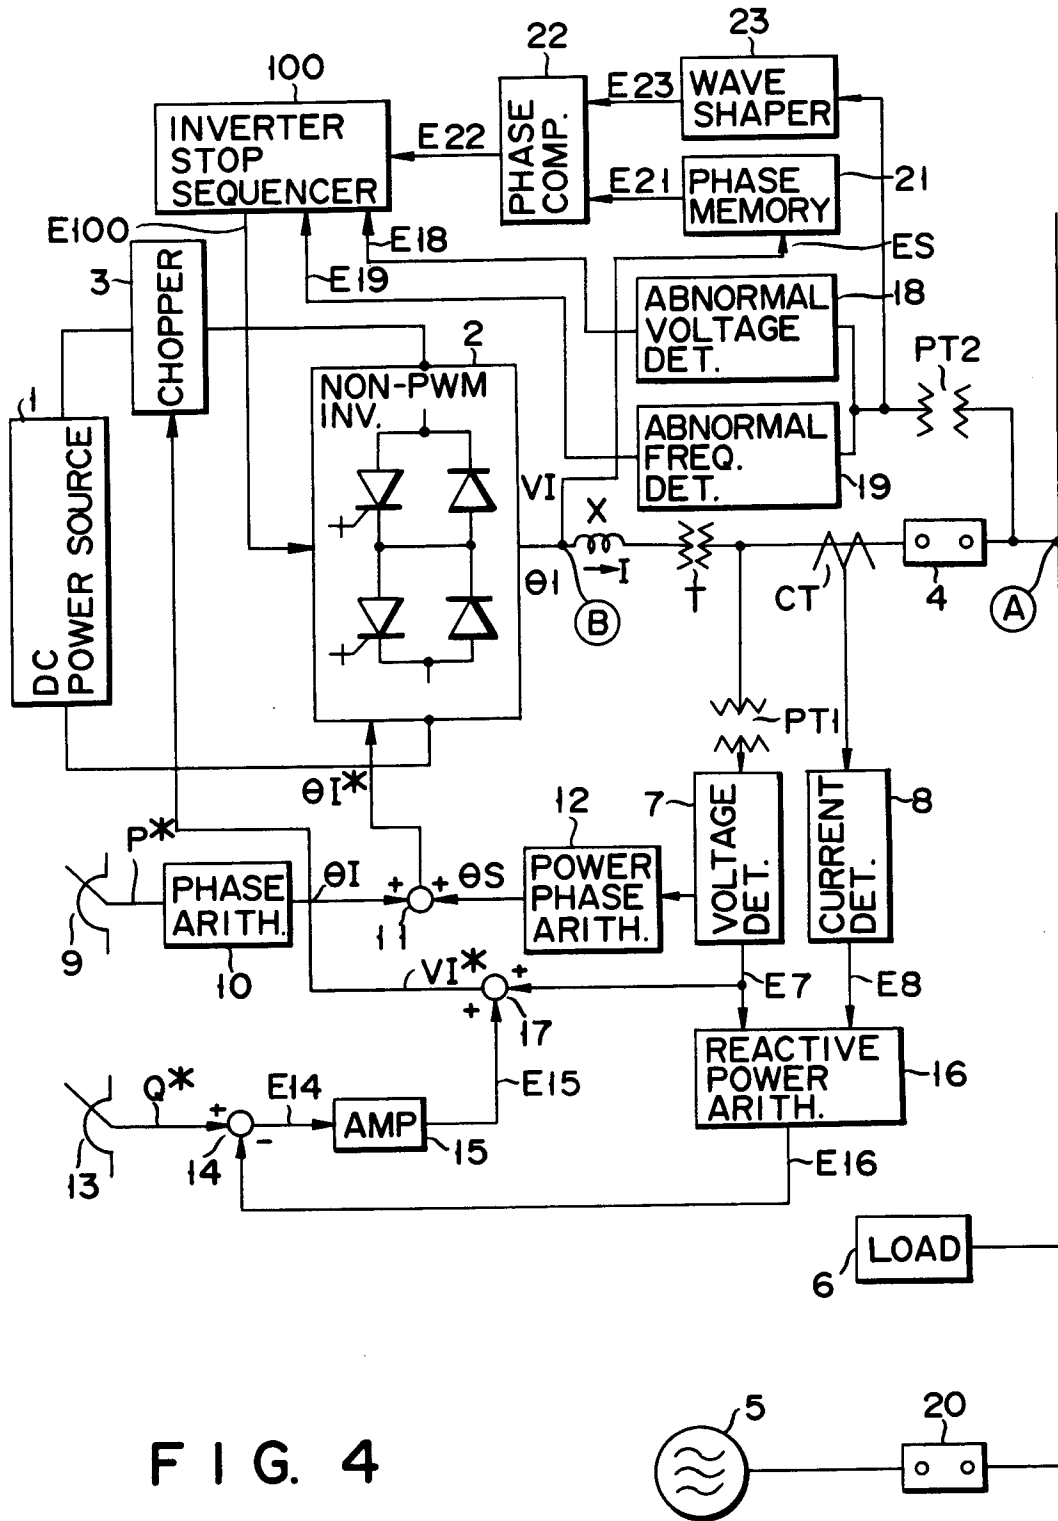 23
22
100
WAVE
SHAPER
E23
PHASE
COMP.
INVERTER
STOP
SEQUENCER
E22
E21
PHASE
MEMORY
21
E100
E18
ES
3
CHOPPER
E19
ABNORMAL
VOLTAGE
DET.
18
PT2
2
NON-PWM
INV.
1
DC
POWER SOURCE
ABNORMAL
FREQ.
DET.
19
VI
X
θI
I
T
CT
4
B
A
PT1
θI*
7
VOLTAGE
DET.
8
CURRENT
DET.
12
P*
PHASE
ARITH.
θI
+
+
θS
POWER
PHASE
ARITH.
9
10
11
VI*
+
+
17
E7
E8
REACTIVE
POWER
ARITH.
16
E15
Q*
+
-
E14
AMP
13
14
15
E16
LOAD
6
5
20
FIG. 4